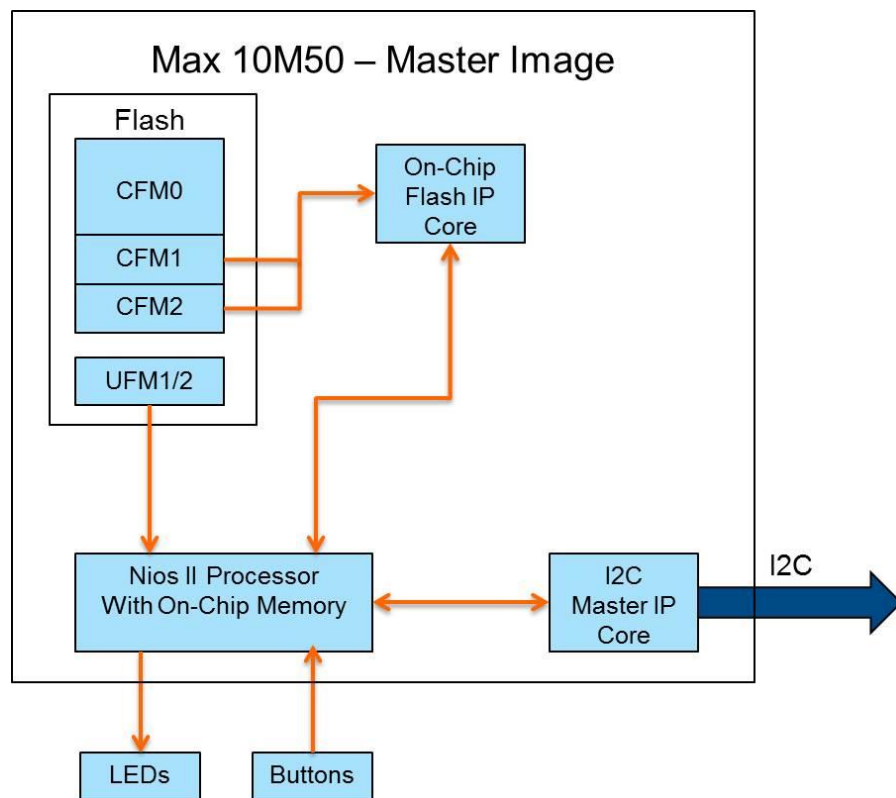 Max 10M50 – Master Image
Flash
CFM0
CFM1
CFM2
UFM1/2
On-Chip
Flash IP
Core
Nios II Processor
With On-Chip Memory
I2C
Master IP
Core
I2C
LEDs
Buttons